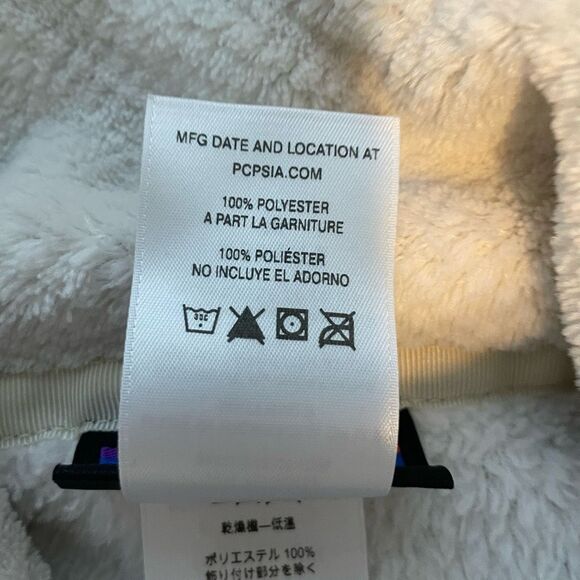 MFG DATE AND LOCATION AT
PCPSIA.COM
100% POLYESTER
A PART LA GARNITURE
100% POLIÉSTER
NO INCLUYE EL ADORNO
30C
乾燥機—低温
ポリエステル 100%
飾り付け部分を除く